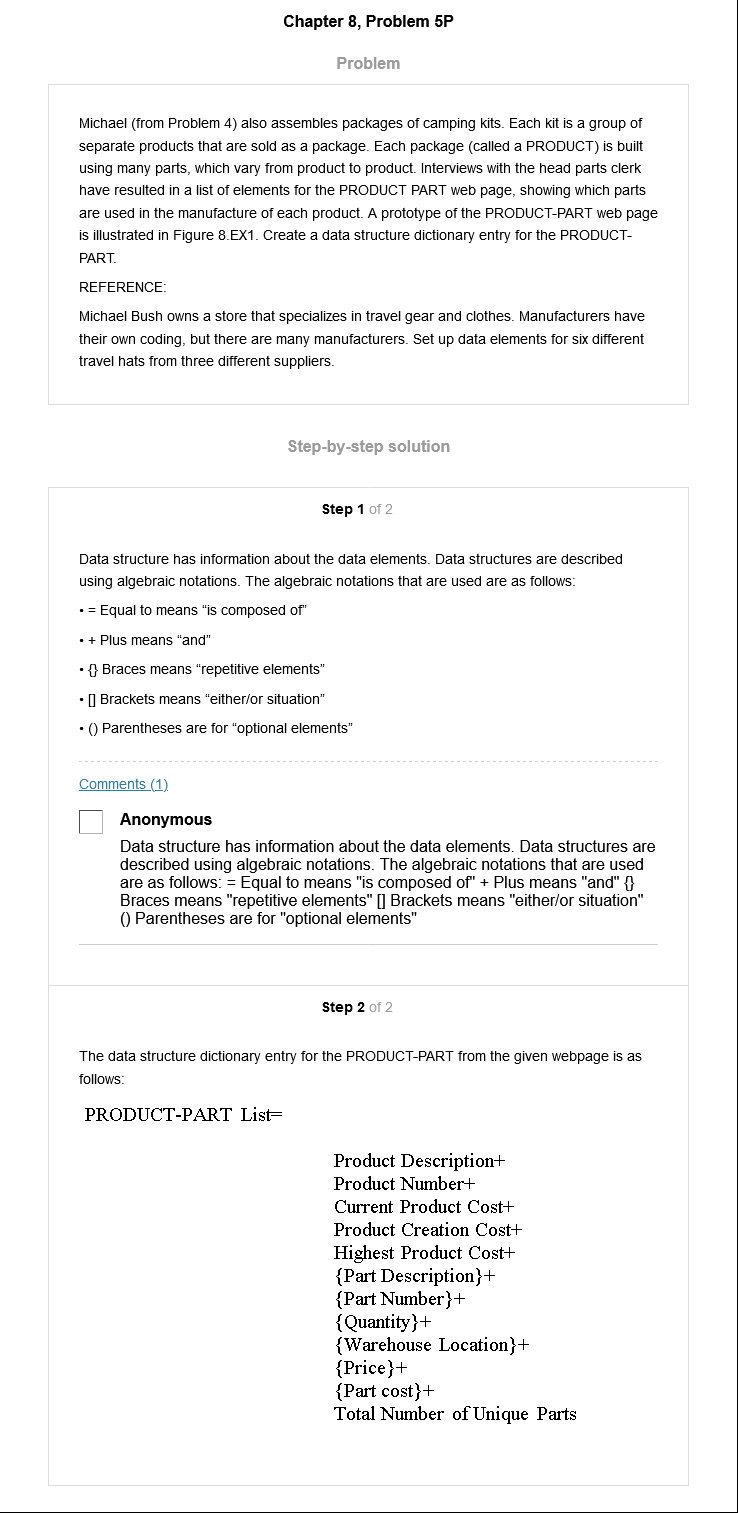 Chapter 8, Problem 5P
Problem
Michael (from Problem 4) also assembles packages of camping kits. Each kit is a group of
separate products that are sold as a package. Each package (called a PRODUCT) is built
using many parts, which vary from product to product. Interviews with the head parts clerk
have resulted in a list of elements for the PRODUCT PART web page, showing which parts
are used in the manufacture of each product. A prototype of the PRODUCT-PART web page
is illustrated in Figure 8.EX1. Create a data structure dictionary entry for the PRODUCT-
PART.
REFERENCE:
Michael Bush owns a store that specializes in travel gear and clothes. Manufacturers have
their own coding, but there are many manufacturers. Set up data elements for six different
travel hats from three different suppliers.
Step-by-step solution
Step 1 of 2
Data structure has information about the data elements. Data structures are described
using algebraic notations. The algebraic notations that are used are as follows:
• = Equal to means “is composed of”
• + Plus means “and”
• {} Braces means “repetitive elements”
• [] Brackets means “either/or situation”
• () Parentheses are for “optional elements”
Comments (1)
Anonymous
Data structure has information about the data elements. Data structures are
described using algebraic notations. The algebraic notations that are used
are as follows: = Equal to means "is composed of" + Plus means "and" {}
Braces means "repetitive elements" [] Brackets means "either/or situation"
() Parentheses are for "optional elements"
Step 2 of 2
The data structure dictionary entry for the PRODUCT-PART from the given webpage is as
follows:
PRODUCT-PART List=
Product Description+
Product Number+
Current Product Cost+
Product Creation Cost+
Highest Product Cost+
{Part Description}+
{Part Number}+
{Quantity}+
{Warehouse Location}+
{Price}+
{Part cost}+
Total Number of Unique Parts